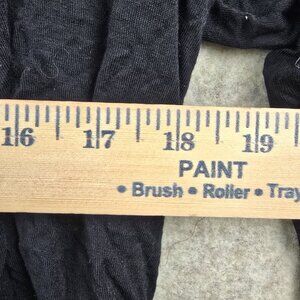 16 17 18 19
PAINT
• Brush • Roller • Tray